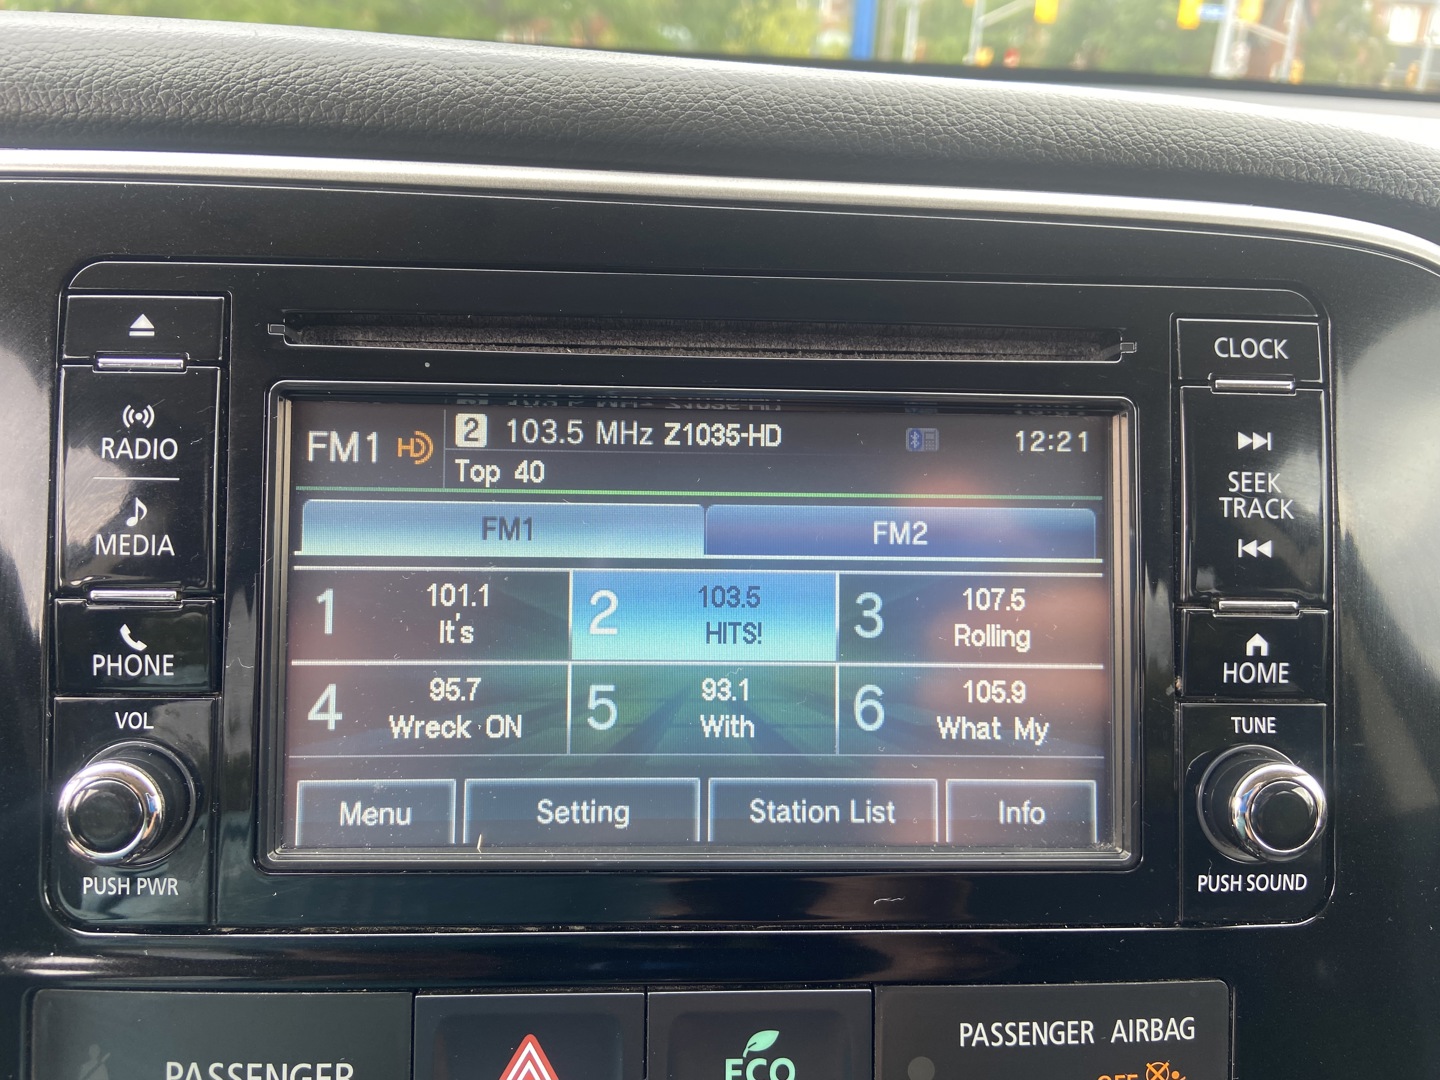 CLOCK
RADIO
MEDIA
PHONE
VOL
PUSH PWR
FM1 HD
2 103.5 MHz Z1035-HD
12:21
Top 40
FM1
FM2
1 101.1
It's
2 103.5
HITS!
3 107.5
Rolling
4 95.7
Wreck ON
5 93.1
With
6 105.9
What My
Menu
Setting
Station List
Info
SEEK
TRACK
HOME
TUNE
PUSH SOUND
PASSENGER
ECO
PASSENGER AIRBAG
OFF